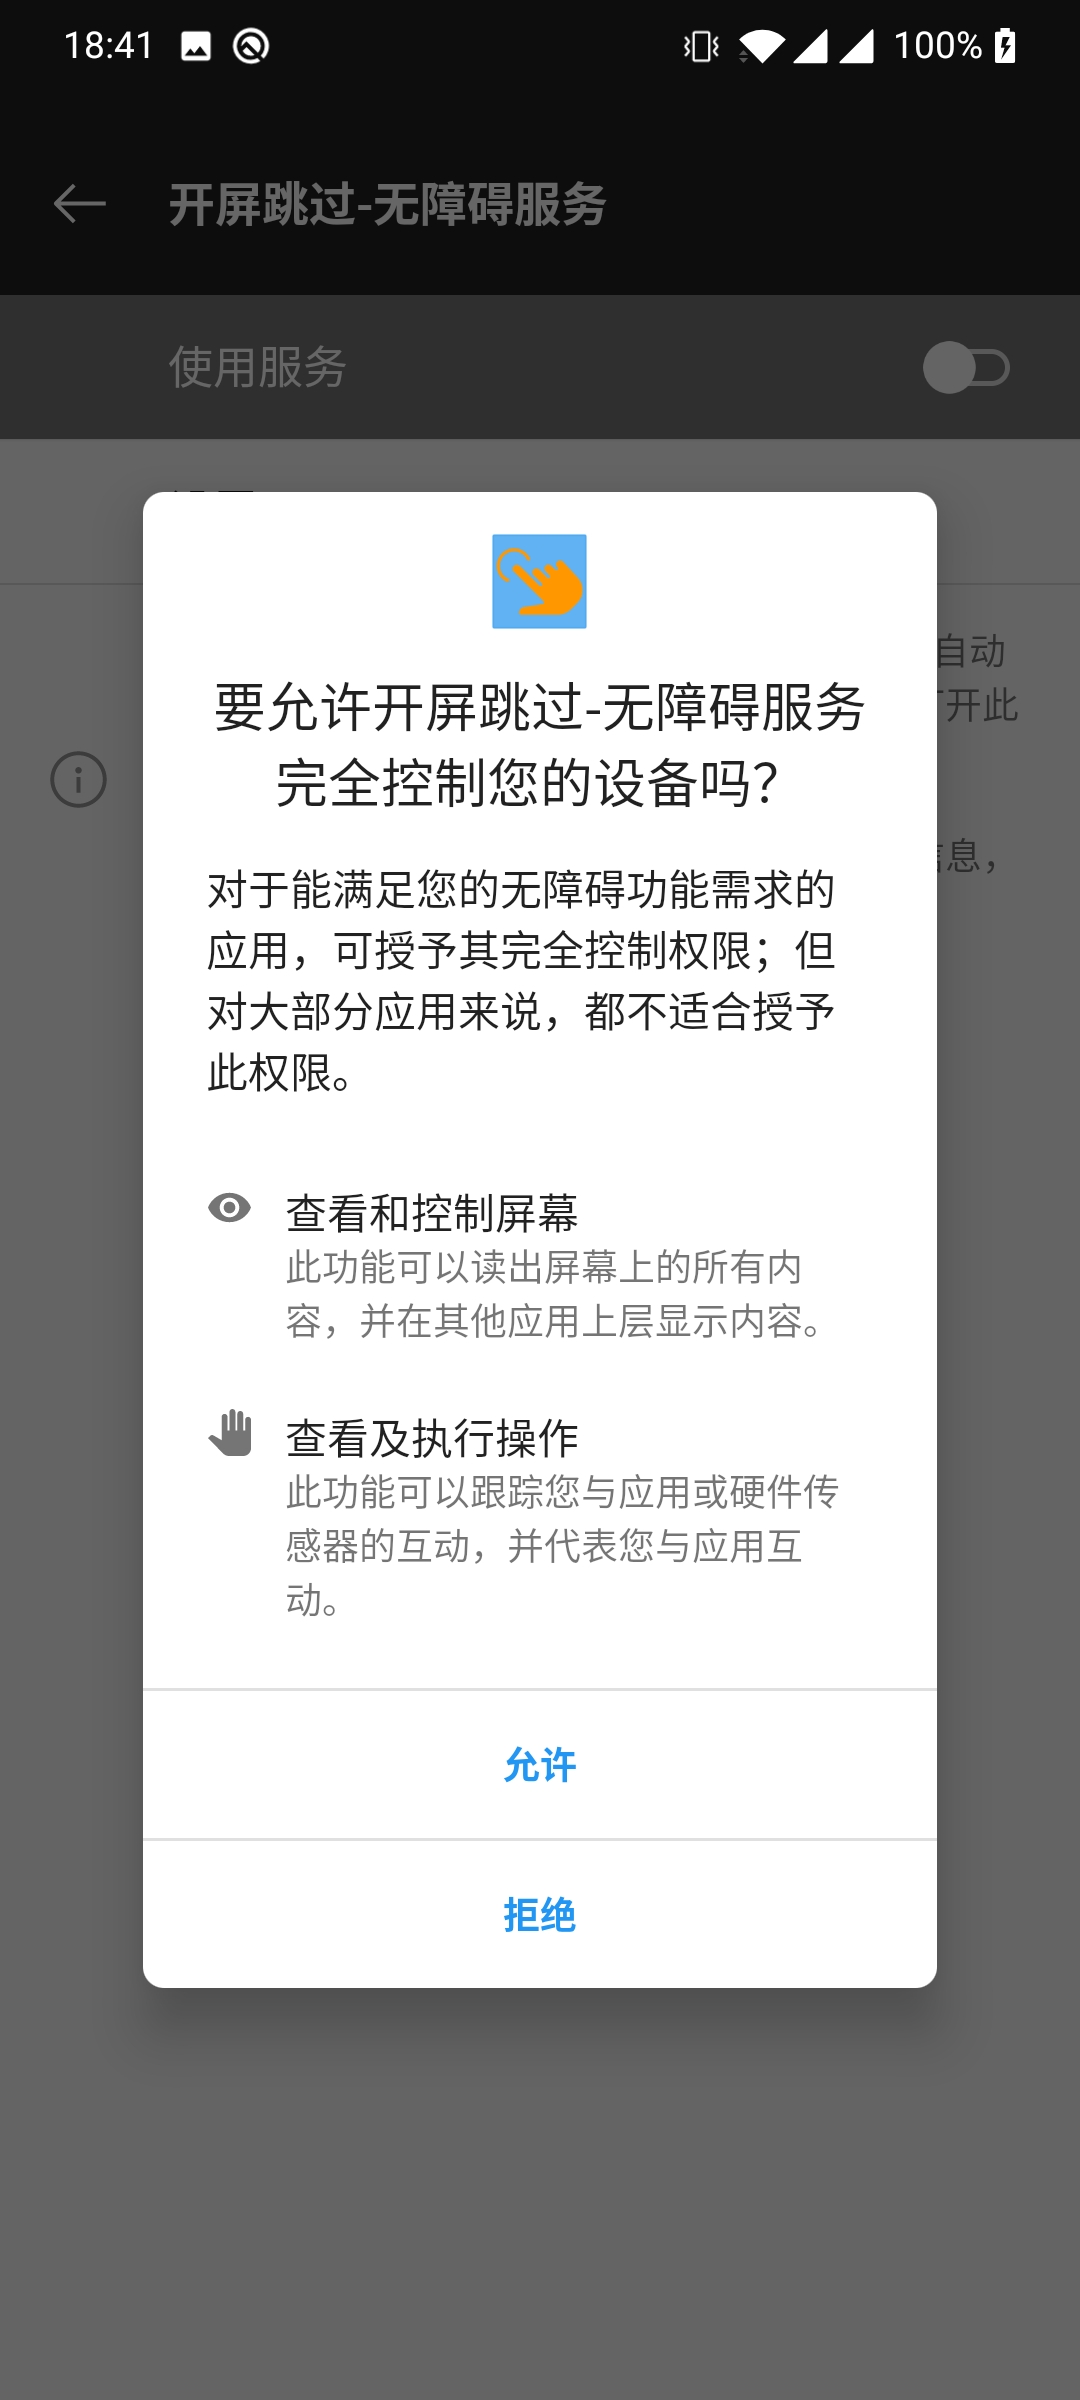 18:41
100%
开屏跳过-无障碍服务
使用服务
要允许开屏跳过-无障碍服务
完全控制您的设备吗?
自动
开此
息，
对于能满足您的无障碍功能需求的
应用，可授予其完全控制权限；但
对大部分应用来说，都不适合授予
此权限。
查看和控制屏幕
此功能可以读出屏幕上的所有内
容，并在其他应用上层显示内容。
查看及执行操作
此功能可以跟踪您与应用或硬件传
感器的互动，并代表您与应用互
动。
允许
拒绝